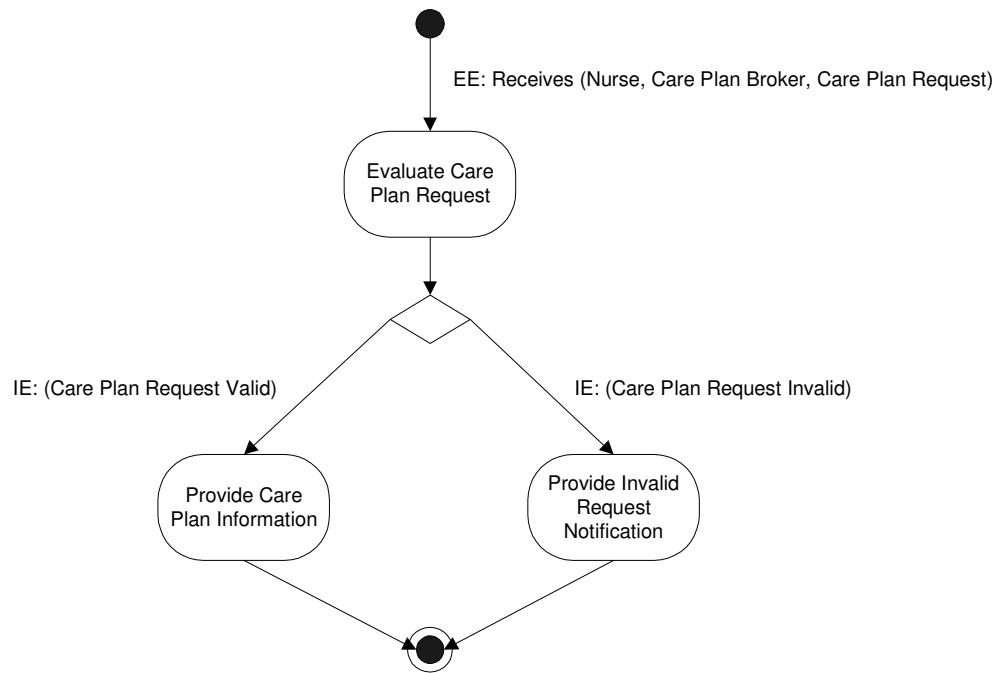 EE: Receives (Nurse, Care Plan Broker, Care Plan Request)
Evaluate Care
Plan Request
IE: (Care Plan Request Valid)
IE: (Care Plan Request Invalid)
Provide Care
Plan Information
Provide Invalid
Request
Notification